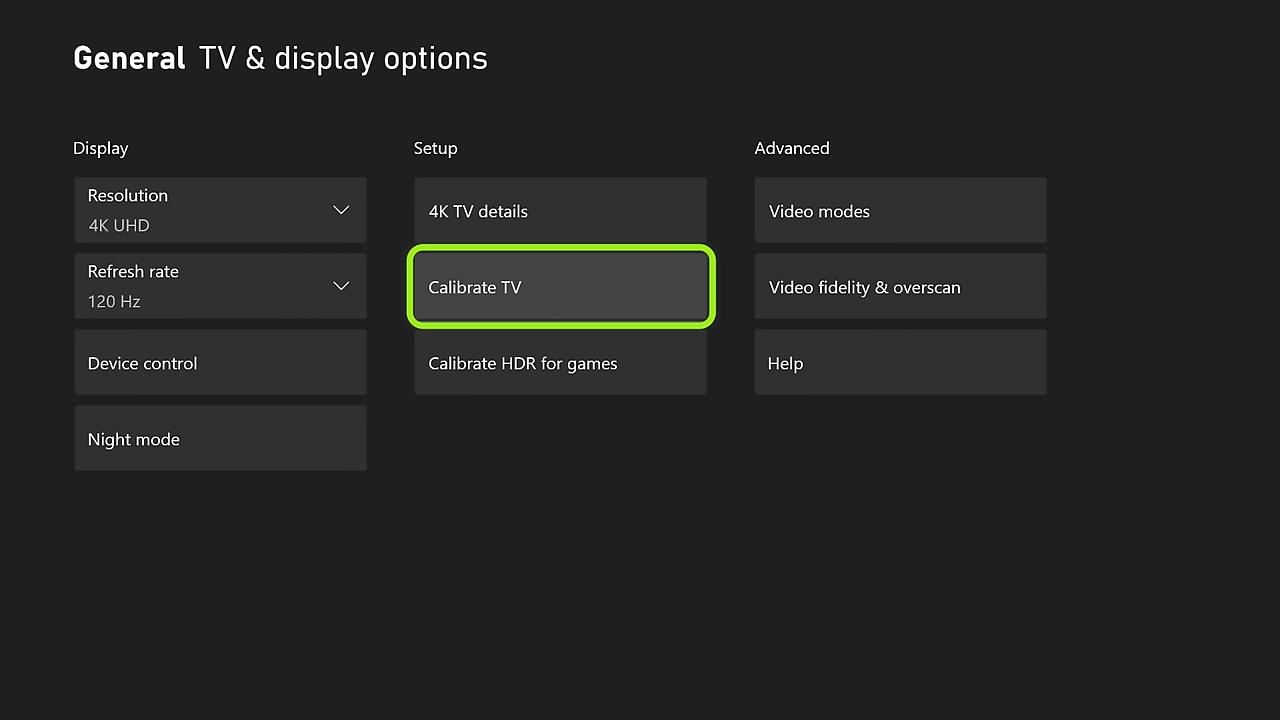 General TV & display options
Display
Resolution
4K UHD
Refresh rate
120 Hz
Device control
Night mode
Setup
4K TV details
Calibrate TV
Calibrate HDR for games
Advanced
Video modes
Video fidelity & overscan
Help